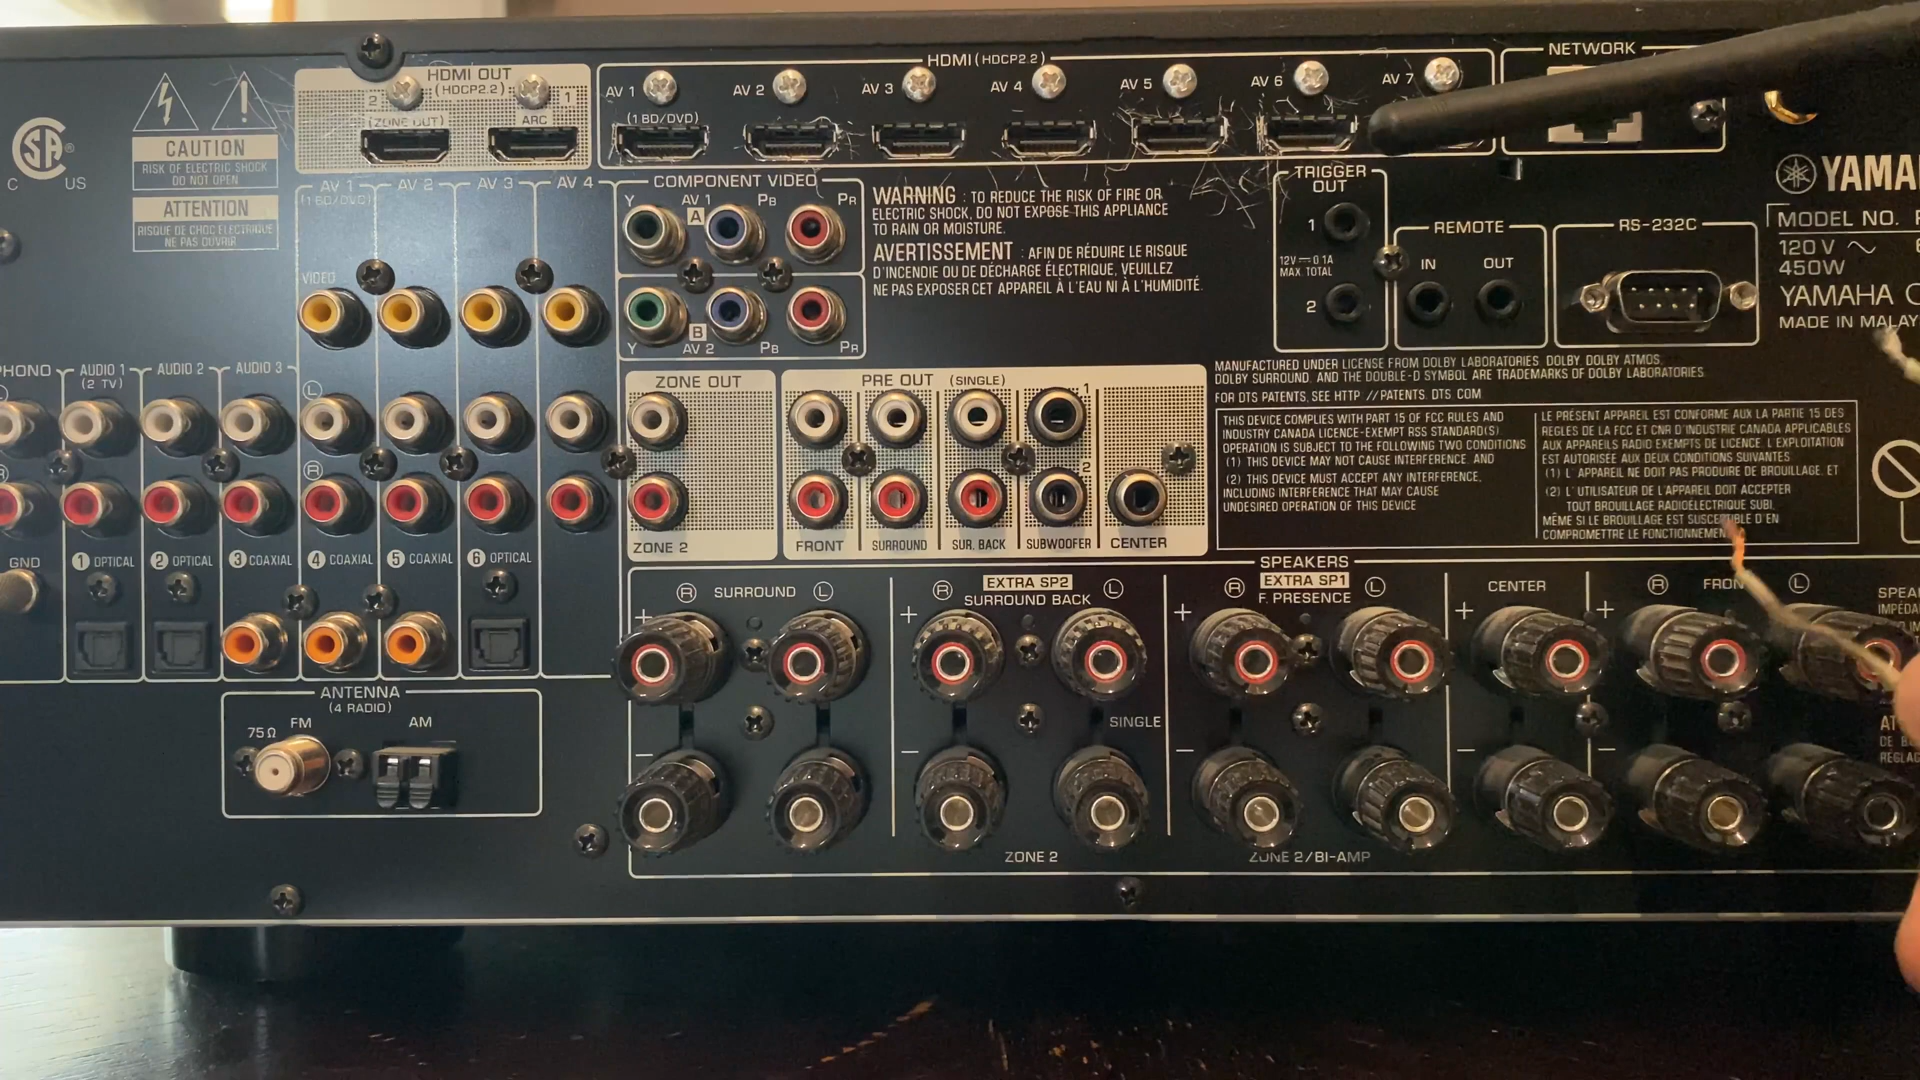 HDMI OUT
(HDCP2.2)
2
1
(ZONE OUT)
ARC
HDMI (HDCP2.2)
AV 1
AV 2
AV 3
AV 4
AV 5
AV 6
AV 7
(1 BD/DVD)
NETWORK
CSA
®
C US
CAUTION
RISK OF ELECTRIC SHOCK
DO NOT OPEN
ATTENTION
RISQUE DE CHOC ELECTRIQUE
NE PAS OUVRIR
AV 1
(1 BD/DVD)
AV 2
AV 3
AV 4
VIDEO
COMPONENT VIDEO
Y
AV 1
A
PB
PR
Y
B
AV 2
PB
PR
WARNING : TO REDUCE THE RISK OF FIRE OR
ELECTRIC SHOCK, DO NOT EXPOSE THIS APPLIANCE
TO RAIN OR MOISTURE.
AVERTISSEMENT : AFIN DE RÉDUIRE LE RISQUE
D'INCENDIE OU DE DÉCHARGE ÉLECTRIQUE, VEUILLEZ
NE PAS EXPOSER CET APPAREIL À L'EAU NI À L'HUMIDITÉ.
TRIGGER
OUT
1
12V⎓0.1A
MAX. TOTAL
2
REMOTE
IN
OUT
RS-232C
YAMA
MODEL NO.
120 V ~
450W
YAMAHA
MADE IN MALAY
PHONO
AUDIO 1
(2 TV)
AUDIO 2
AUDIO 3
L
R
L
R
GND
1 OPTICAL
2 OPTICAL
3 COAXIAL
4 COAXIAL
5 COAXIAL
6 OPTICAL
ZONE OUT
ZONE 2
PRE OUT (SINGLE)
1
2
FRONT
SURROUND
SUR. BACK
SUBWOOFER
CENTER
MANUFACTURED UNDER LICENSE FROM DOLBY LABORATORIES. DOLBY, DOLBY ATMOS,
DOLBY SURROUND, AND THE DOUBLE-D SYMBOL ARE TRADEMARKS OF DOLBY LABORATORIES.
FOR DTS PATENTS, SEE HTTP://PATENTS.DTS.COM
THIS DEVICE COMPLIES WITH PART 15 OF FCC RULES AND
INDUSTRY CANADA LICENCE-EXEMPT RSS STANDARD(S).
OPERATION IS SUBJECT TO THE FOLLOWING TWO CONDITIONS
(1) THIS DEVICE MAY NOT CAUSE INTERFERENCE, AND
(2) THIS DEVICE MUST ACCEPT ANY INTERFERENCE,
INCLUDING INTERFERENCE THAT MAY CAUSE
UNDESIRED OPERATION OF THIS DEVICE
LE PRÉSENT APPAREIL EST CONFORME AUX LA PARTIE 15 DES
REGLES DE LA FCC ET CNR D'INDUSTRIE CANADA APPLICABLES
AUX APPAREILS RADIO EXEMPTS DE LICENCE. L'EXPLOITATION
EST AUTORISEE AUX DEUX CONDITIONS SUIVANTES
(1) L' APPAREIL NE DOIT PAS PRODUIRE DE BROUILLAGE, ET
(2) L' UTILISATEUR DE L'APPAREIL DOIT ACCEPTER
TOUT BROUILLAGE RADIOÉLECTRIQUE SUBI,
MÊME SI LE BROUILLAGE EST SUSCEPTIBLE D'EN
COMPROMETTRE LE FONCTIONNEMENT
SPEAKERS
R SURROUND L
R EXTRA SP2 L
SURROUND BACK
R EXTRA SP1 L
F. PRESENCE
CENTER
R FRON L
SPEA
IMPÉDA
+
+
+
+
+
−
−
−
−
−
SINGLE
ZONE 2
ZONE 2/BI-AMP
AT
DE B
RÉGLAG
ANTENNA
(4 RADIO)
75Ω
FM
AM